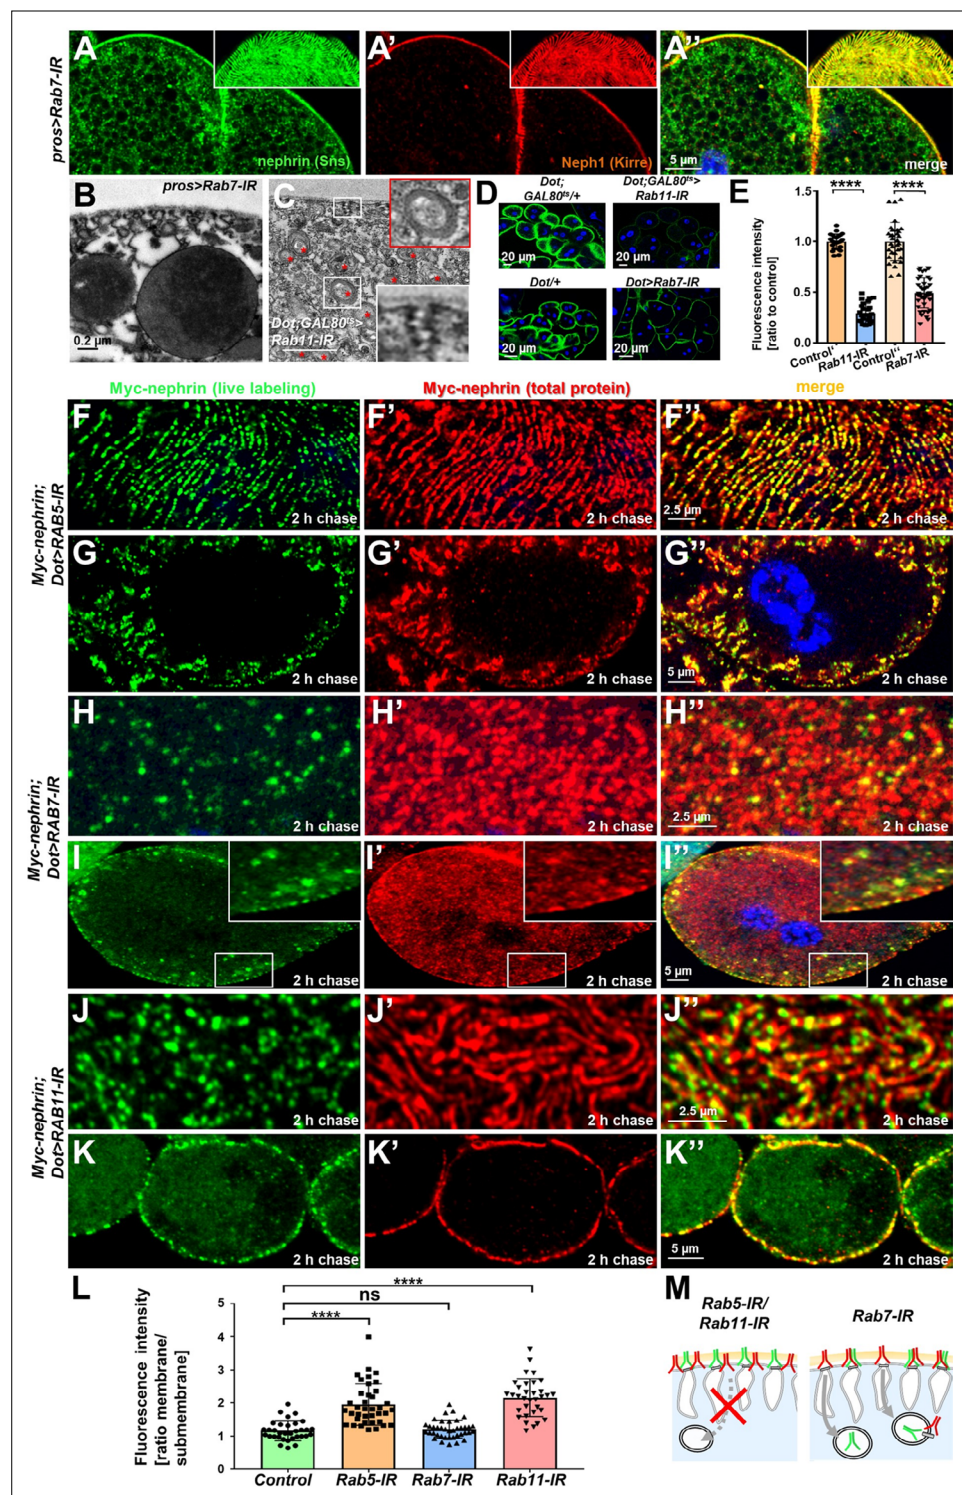 pros>Rab7-IR
A
nephrin (Sns)
A'
Neph1 (Kirre)
A''
5 µm
merge
B
pros>Rab7-IR
0.2 µm
C
Dot;GAL80ts>
Rab11-IR
D
Dot;
GAL80ts/+
20 µm
Dot;GAL80ts>
Rab11-IR
20 µm
Dot/+
20 µm
Dot>Rab7-IR
20 µm
E
Fluorescence intensity
[ratio to control]
1.5
1.0
0.5
0.0
****
****
Control‘
Rab11-IR
Control‘‘
Rab7-IR
Myc-nephrin (live labeling)
Myc-nephrin (total protein)
merge
Myc-nephrin;
Dot>RAB5-IR
F
2 h chase
F'
2 h chase
F''
2.5 µm
2 h chase
G
2 h chase
G'
2 h chase
G''
5 µm
2 h chase
Myc-nephrin;
Dot>RAB7-IR
H
2 h chase
H'
2 h chase
H''
2.5 µm
2 h chase
I
2 h chase
I'
2 h chase
I''
5 µm
2 h chase
Myc-nephrin;
Dot>RAB11-IR
J
2 h chase
J'
2 h chase
J''
2.5 µm
2 h chase
K
2 h chase
K'
2 h chase
K''
5 µm
2 h chase
L
Fluorescence intensity
[ratio membrane/
submembrane]
5
4
3
2
1
0
****
ns
****
Control
Rab5-IR
Rab7-IR
Rab11-IR
M
Rab5-IR/
Rab11-IR
Rab7-IR